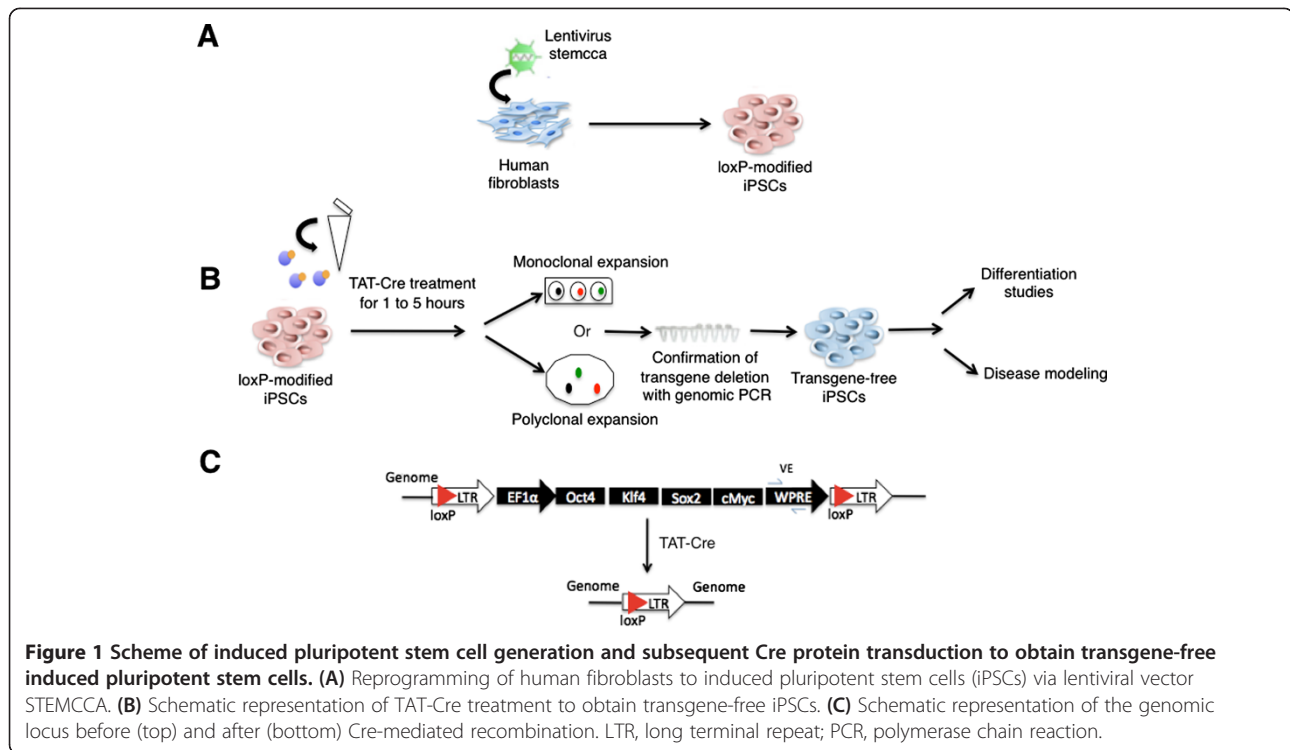 A
Lentivirus
stemcca
Human
fibroblasts
loxP-modified
iPSCs
B
TAT-Cre treatment
for 1 to 5 hours
loxP-modified
iPSCs
Monoclonal expansion
Or
Polyclonal expansion
Confirmation of
transgene deletion
with genomic PCR
Transgene-free
iPSCs
Differentiation
studies
Disease modeling
C
Genome
loxP
LTR
EF1α
Oct4
Klf4
Sox2
cMyc
VE
WPRE
loxP
LTR
TAT-Cre
Genome
loxP
LTR
Genome
Figure 1 Scheme of induced pluripotent stem cell generation and subsequent Cre protein transduction to obtain transgene-free
induced pluripotent stem cells. (A) Reprogramming of human fibroblasts to induced pluripotent stem cells (iPSCs) via lentiviral vector
STEMCCA. (B) Schematic representation of TAT-Cre treatment to obtain transgene-free iPSCs. (C) Schematic representation of the genomic
locus before (top) and after (bottom) Cre-mediated recombination. LTR, long terminal repeat; PCR, polymerase chain reaction.